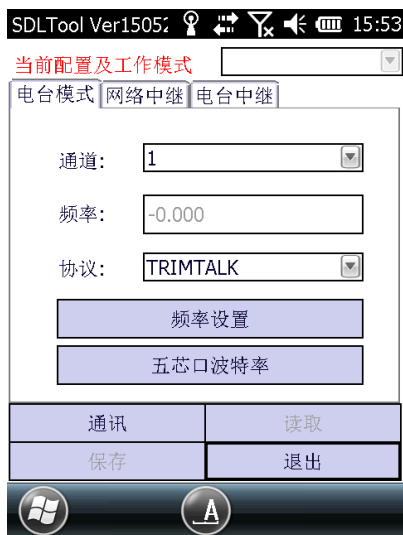 SDLTool Ver15052 15:53
当前配置及工作模式
电台模式 网络中继 电台中继
通道: 1
频率: -0.000
协议: TRIMTALK
频率设置
五芯口波特率
通讯 读取
保存 退出
A